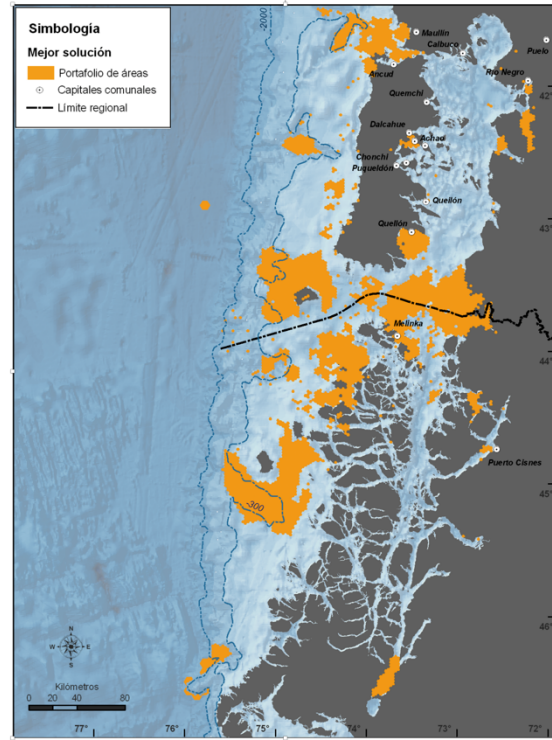 Simbología
Mejor solución
Portafolio de áreas
Capitales comunales
Límite regional
-2000
Maullín
Calbuco
Puelo
Ancud
Río Negro
42°
Quemchi
Dalcahue
Achao
Chonchi
Puqueldón
Queilón
Quellón
43°
Melinka
44°
Puerto Cisnes
45°
-300
46°
N
W E
S
Kilómetros
0 20 40 80
77° 76° 75° 74° 73° 72°